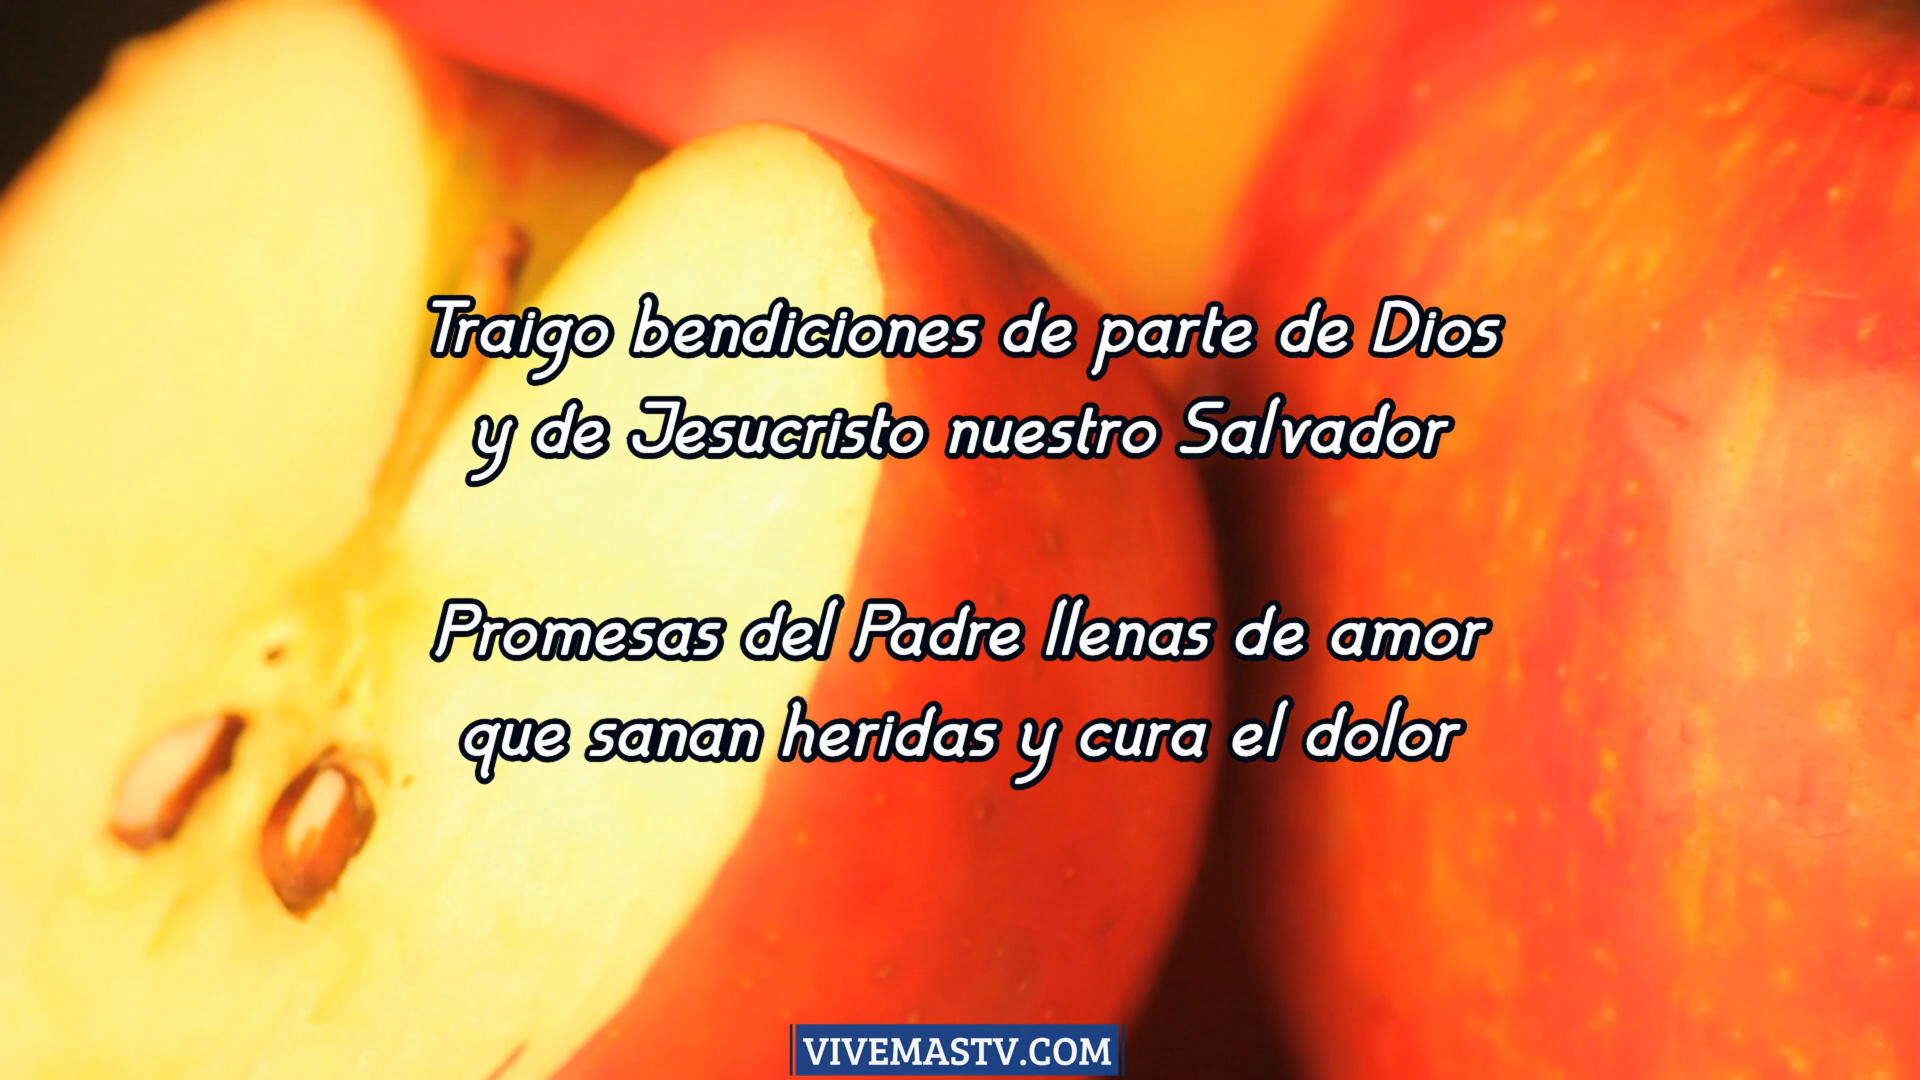 Traigo bendiciones de parte de Dios
y de Jesucristo nuestro Salvador
Promesas del Padre llenas de amor
que sanan heridas y cura el dolor
VIVEMASTV.COM